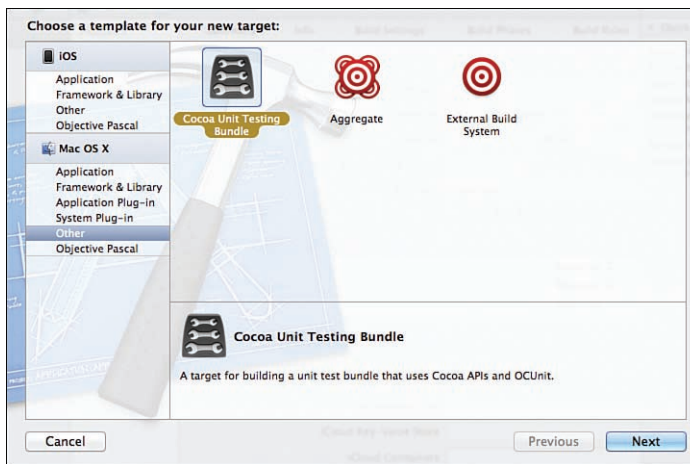 Choose a template for your new target:
iOS
Application
Framework & Library
Other
Objective Pascal
Mac OS X
Application
Framework & Library
Application Plug-in
System Plug-in
Other
Objective Pascal
Cocoa Unit Testing
Bundle
Aggregate
External Build
System
Cocoa Unit Testing Bundle
A target for building a unit test bundle that uses Cocoa APIs and OCUnit.
Cancel
Previous
Next